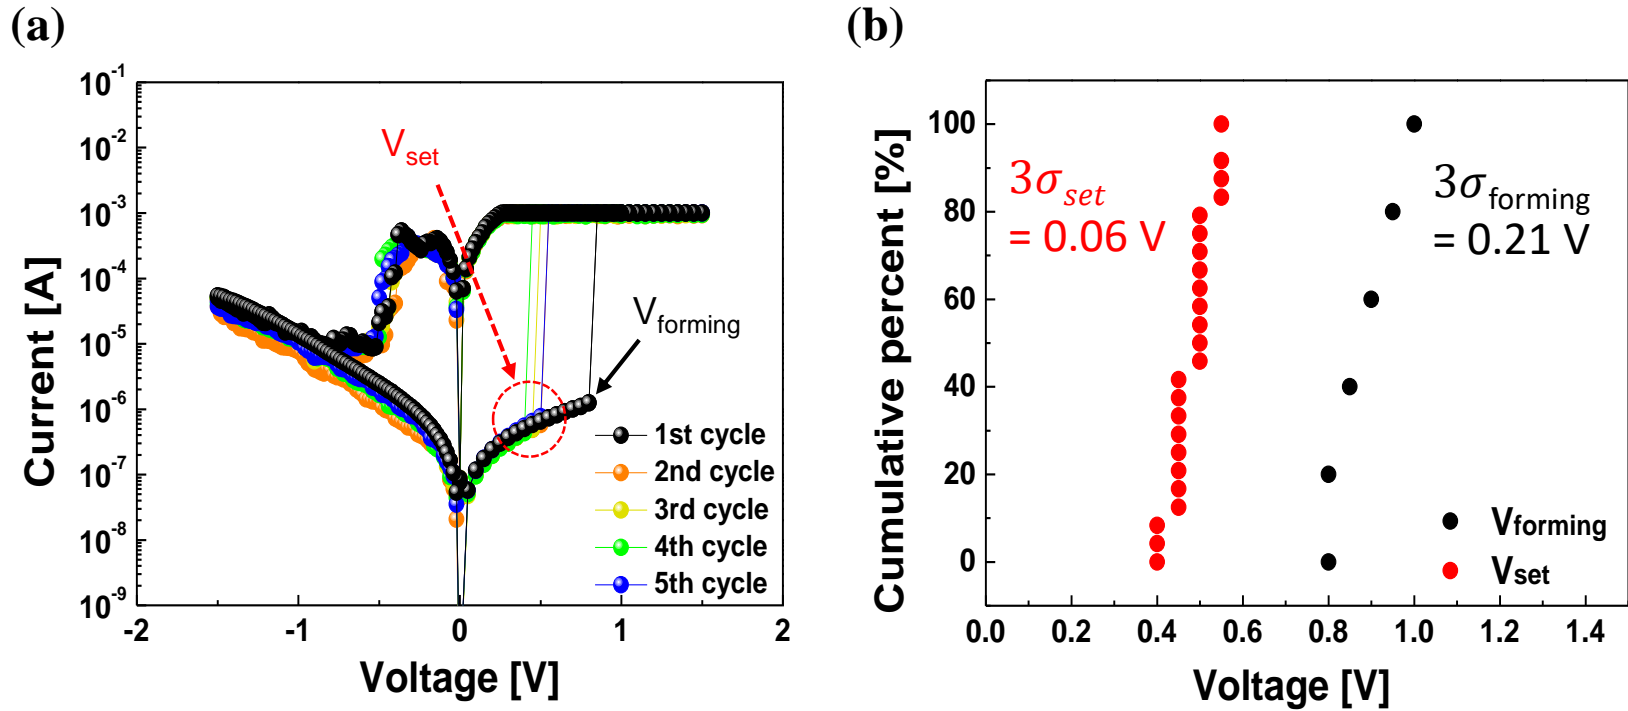 (a)
Current [A]
10-1
10-2
10-3
10-4
10-5
10-6
10-7
10-8
10-9
Vset
Vforming
1st cycle
2nd cycle
3rd cycle
4th cycle
5th cycle
-2 -1 0 1 2
Voltage [V]
(b)
Cumulative percent [%]
100
80
60
40
20
0
3σset
= 0.06 V
3σforming
= 0.21 V
Vforming
Vset
0.0 0.2 0.4 0.6 0.8 1.0 1.2 1.4
Voltage [V]